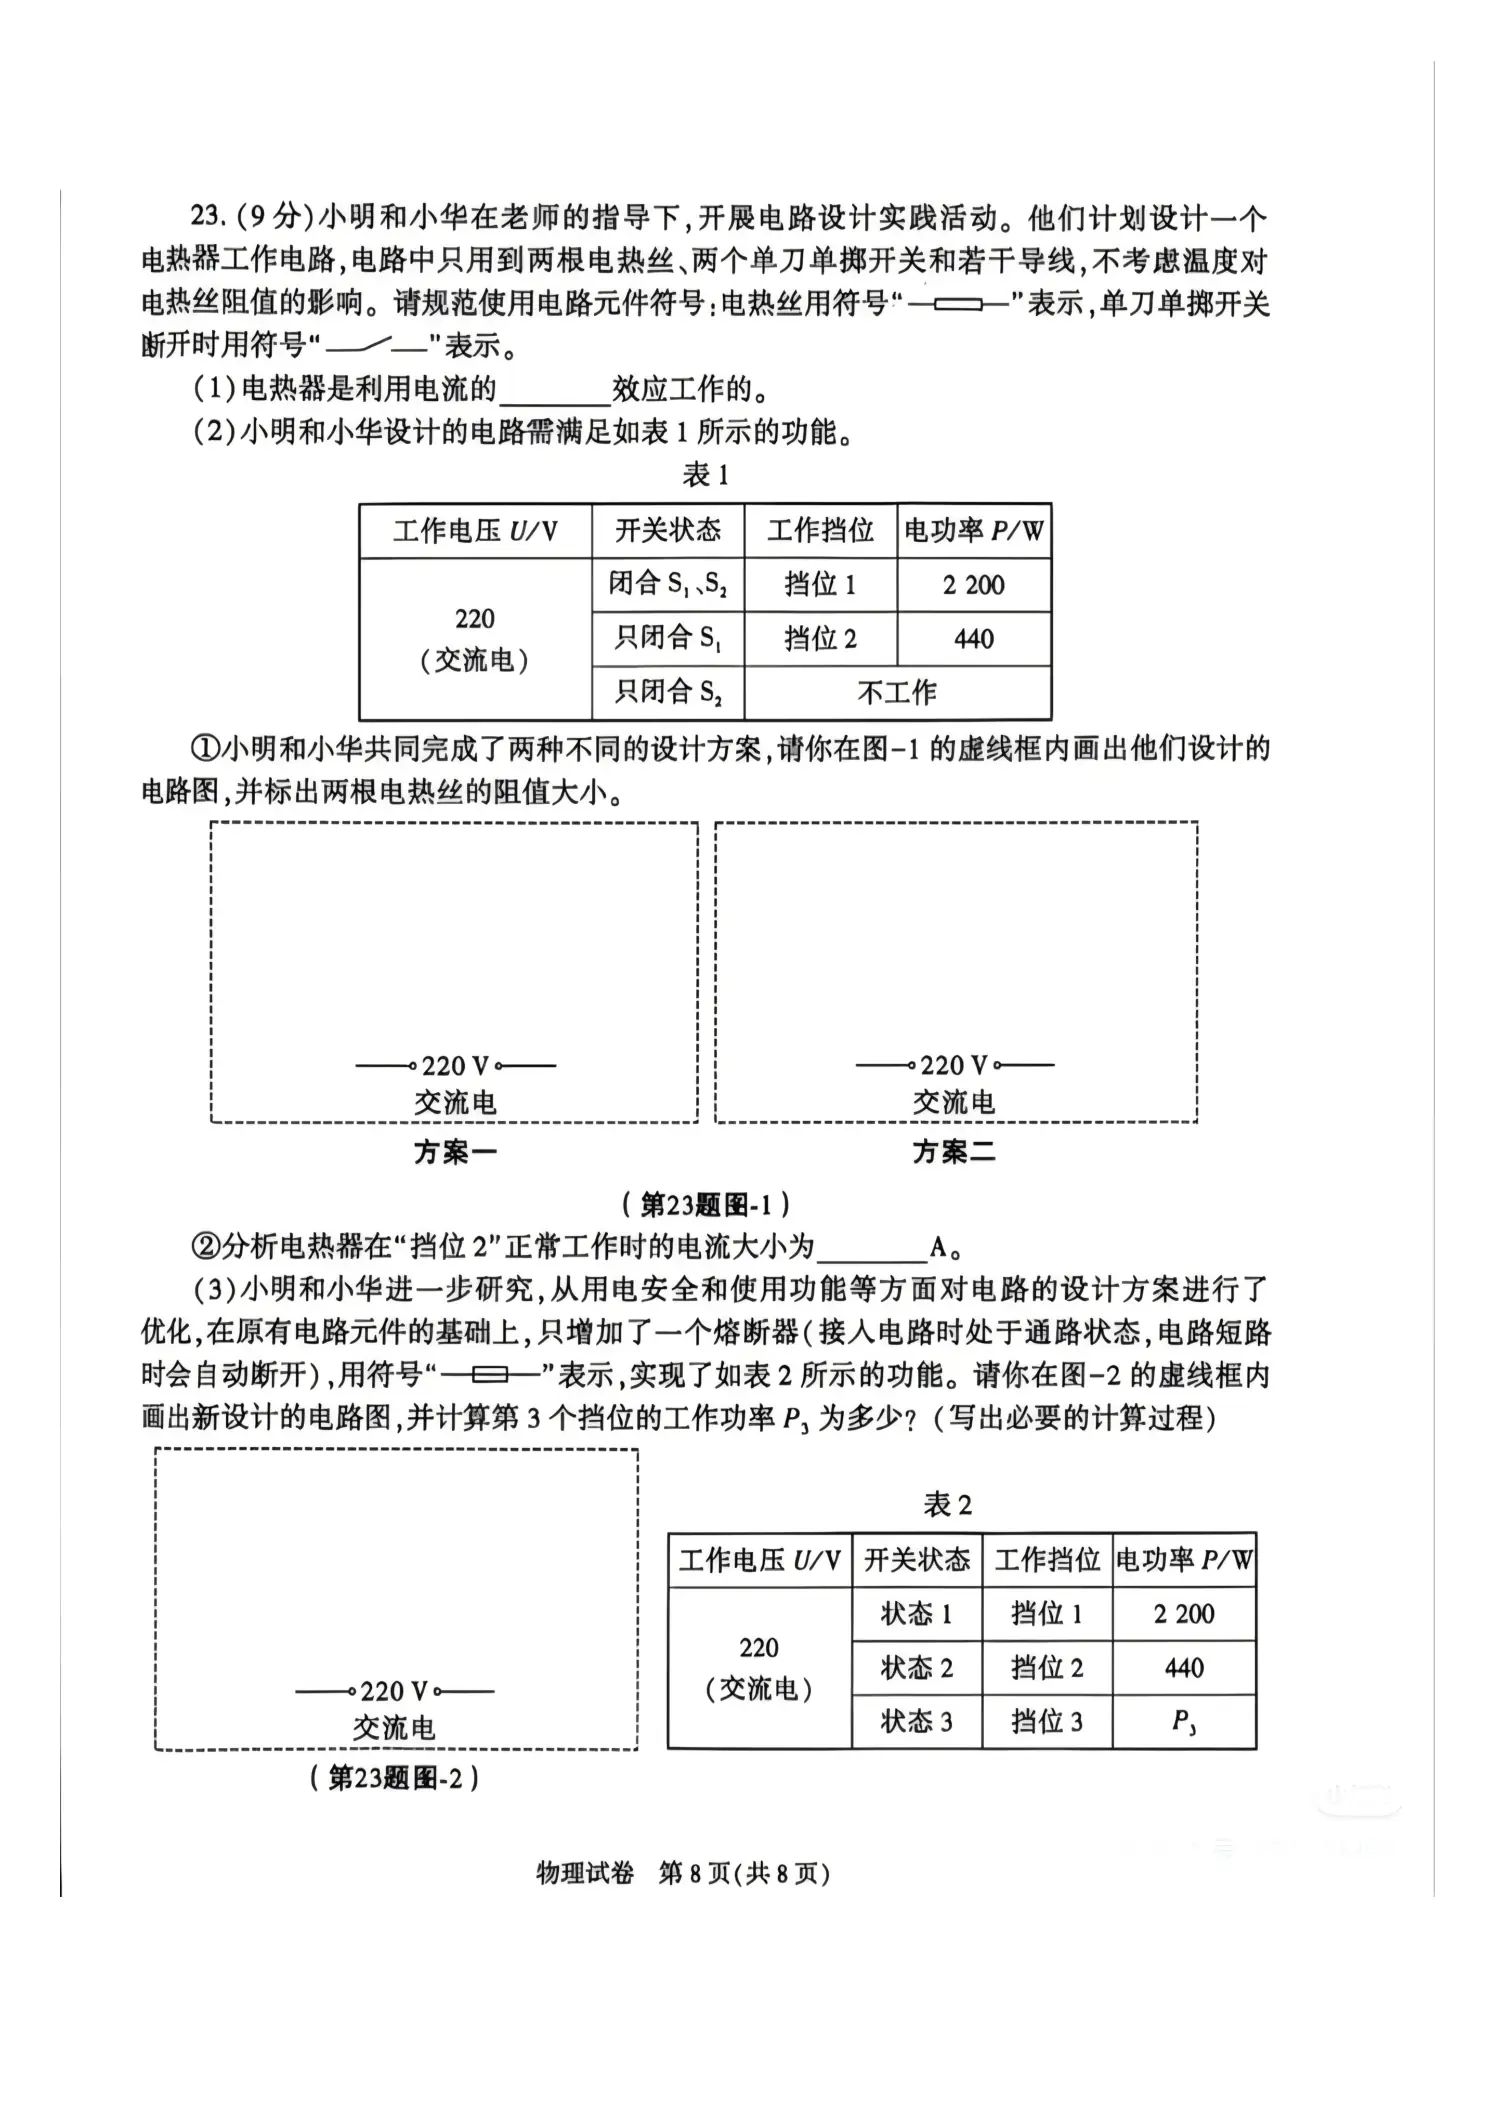 23.(9分)小明和小华在老师的指导下,开展电路设计实践活动。他们计划设计一个
电热器工作电路,电路中只用到两根电热丝、两个单刀单掷开关和若干导线,不考虑温度对
电热丝阻值的影响。请规范使用电路元件符号:电热丝用符号“ ”表示,单刀单掷开关
断开时用符号“ ”表示。
(1)电热器是利用电流的________效应工作的。
(2)小明和小华设计的电路需满足如表1所示的功能。
表1
工作电压 U/V 开关状态 工作挡位 电功率 P/W
220
(交流电)
闭合 S₁、S₂ 挡位1 2 200
只闭合 S₁ 挡位2 440
只闭合 S₂ 不工作
①小明和小华共同完成了两种不同的设计方案,请你在图-1的虚线框内画出他们设计的
电路图,并标出两根电热丝的阻值大小。
220 V 220 V
交流电 交流电
方案一 方案二
(第23题图-1)
②分析电热器在“挡位2”正常工作时的电流大小为________A。
(3)小明和小华进一步研究,从用电安全和使用功能等方面对电路的设计方案进行了
优化,在原有电路元件的基础上,只增加了一个熔断器(接入电路时处于通路状态,电路短路
时会自动断开),用符号“ ”表示,实现了如表2所示的功能。请你在图-2的虚线框内
画出新设计的电路图,并计算第3个挡位的工作功率 P₃ 为多少?(写出必要的计算过程)
220 V
交流电
(第23题图-2)
表2
工作电压 U/V 开关状态 工作挡位 电功率 P/W
220
(交流电)
状态1 挡位1 2 200
状态2 挡位2 440
状态3 挡位3 P₃
物理试卷 第8页(共8页)